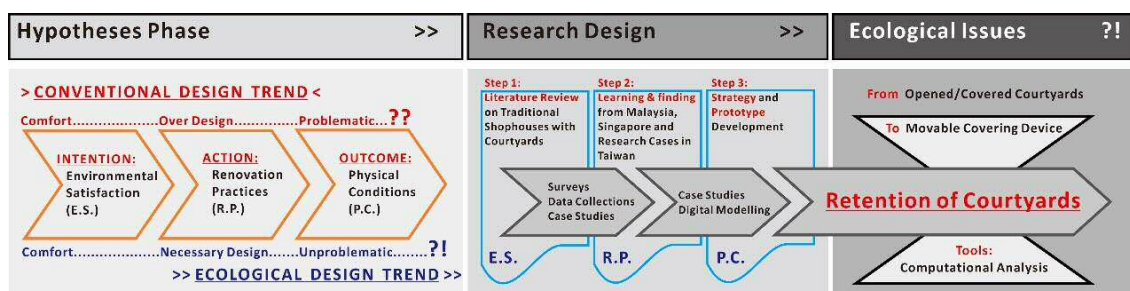 Hypotheses Phase >>
> CONVENTIONAL DESIGN TREND <
Comfort....................Over Design..............Problematic...??
INTENTION:
Environmental
Satisfaction
(E.S.)
ACTION:
Renovation
Practices
(R.P.)
OUTCOME:
Physical
Conditions
(P.C.)
Comfort....................Necessary Design.......Unproblematic........?!
>> ECOLOGICAL DESIGN TREND >>
Research Design >>
Step 1:
Literature Review
on Traditional
Shophouses with
Courtyards
Step 2:
Learning & finding
from Malaysia,
Singapore and
Research Cases in
Taiwan
Step 3:
Strategy and
Prototype
Development
Surveys
Data Collections
Case Studies
Case Studies
Digital Modelling
E.S.
R.P.
P.C.
Ecological Issues ?!
From Opened/Covered Courtyards
To Movable Covering Device
Retention of Courtyards
Tools:
Computational Analysis